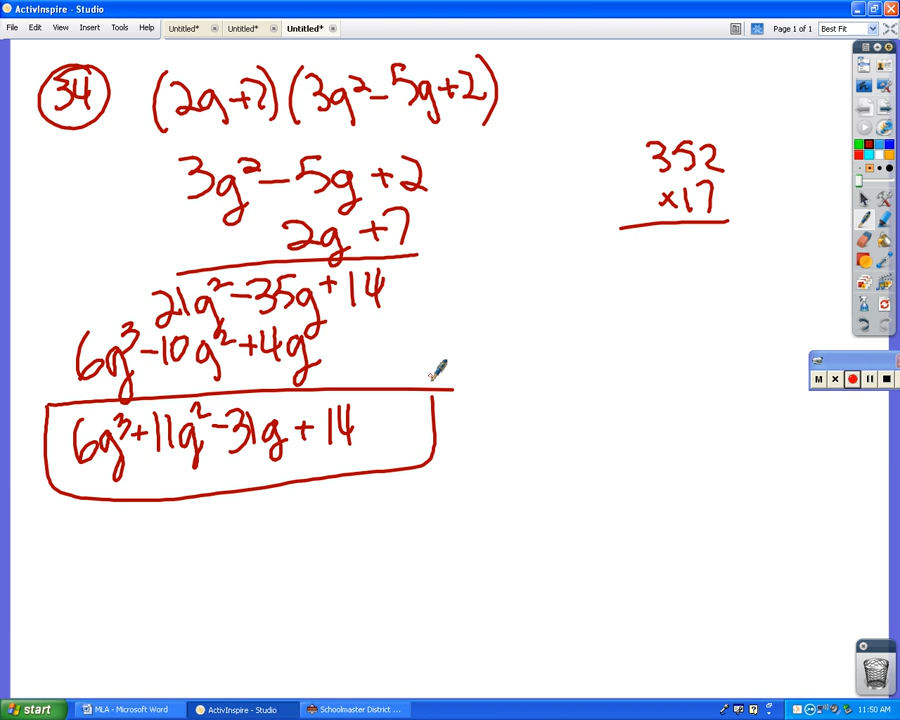 ActivInspire - Studio
File Edit View Insert Tools Help Untitled* Untitled* Untitled* Page 1 of 1 Best Fit
34 (2g+7)(3g²-5g+2)
3g²-5g+2
2g+7
21g²-35g+14
6g³-10g²+4g
6g³+11g²-31g+14
352
×17
M
start MLA - Microsoft Word ActivInspire - Studio Schoolmaster District ... 11:50 AM